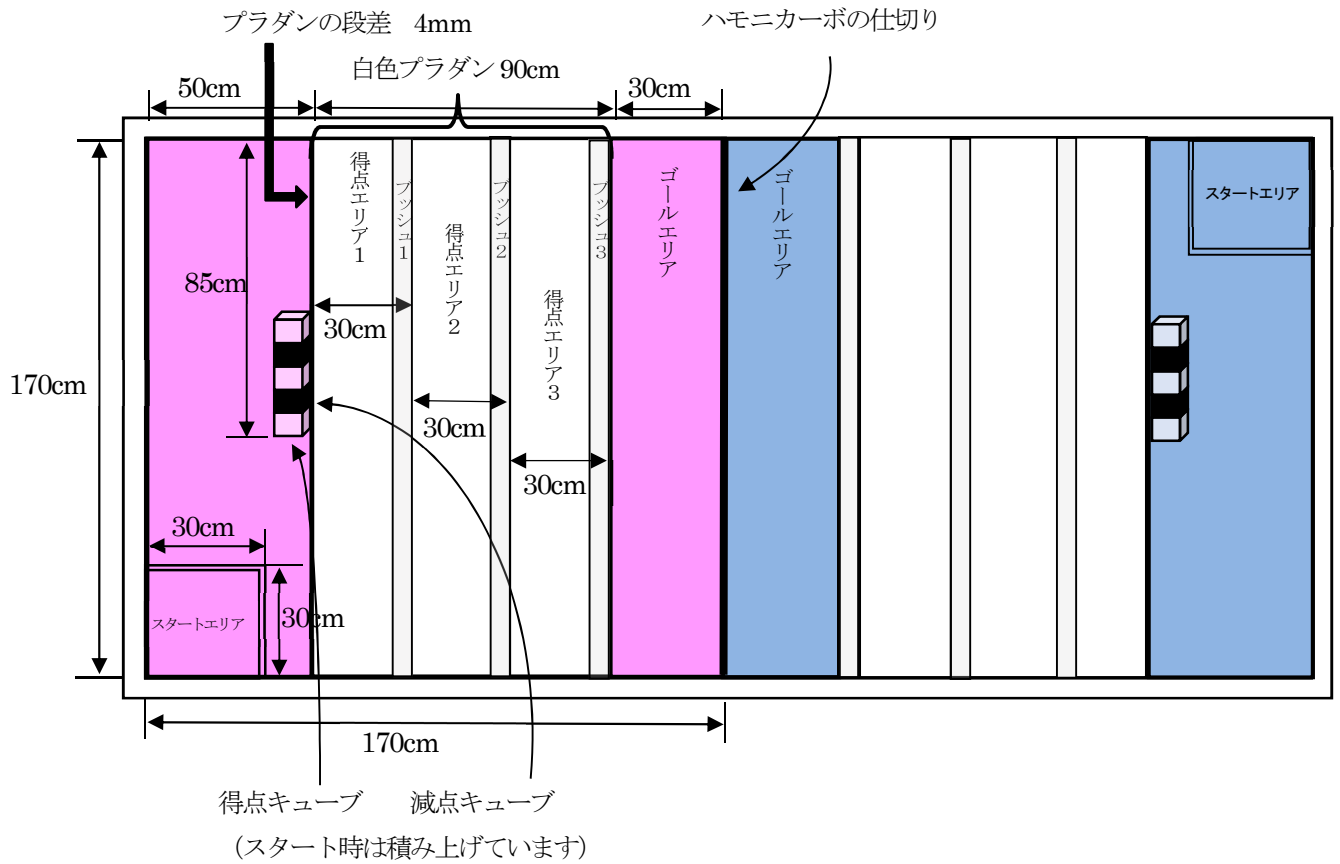 プラダンの段差 4mm
ハモニカーボの仕切り
白色プラダン 90cm
50cm
30cm
得点エリア1
プッシュ1
得点エリア2
プッシュ2
得点エリア3
プッシュ3
ゴールエリア
ゴールエリア
スタートエリア
85cm
30cm
170cm
30cm
30cm
30cm
スタートエリア
30cm
170cm
得点キューブ 減点キューブ
(スタート時は積み上げています)